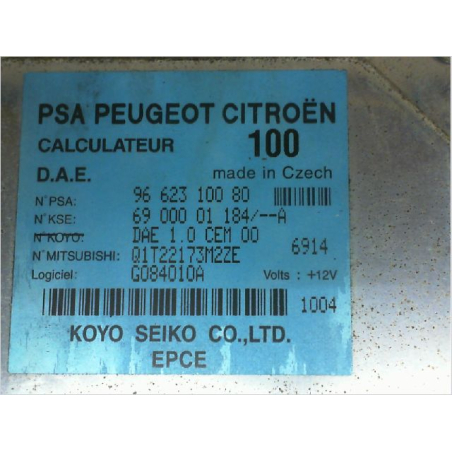 PSA PEUGEOT CITROËN
CALCULATEUR 100
D.A.E. made in Czech
N°PSA: 96 623 100 80
N°KSE: 69 000 01 184/--A
N°KOYO: DAE 1.0 CEM 00
N°MITSUBISHI: Q1T22173M2ZE 6914
Logiciel: G084010A Volts : +12V
1004
KOYO SEIKO CO.,LTD.
EPCE